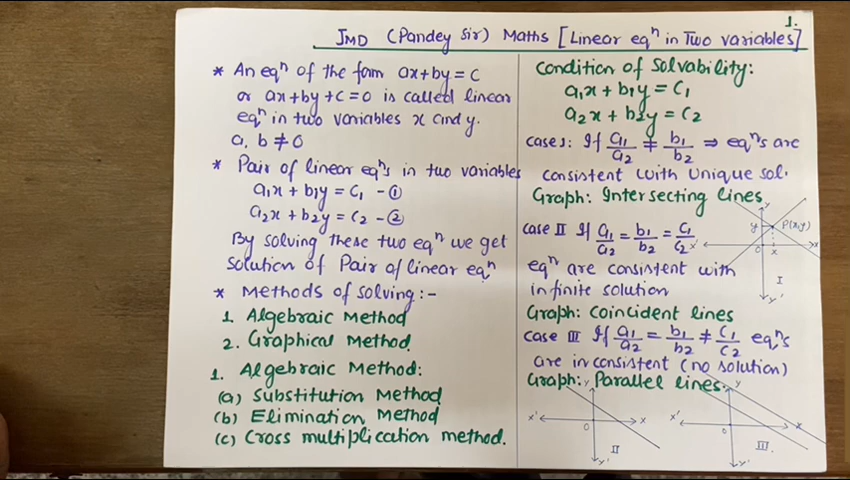 1.
JMD (Pandey Sir) Maths [Linear eqⁿ in Two variables]
* An eqⁿ of the form ax+by=c
or ax+by+c=0 is called linear
eqⁿ in two variables x and y.
a, b ≠ 0
* Pair of linear eqⁿs in two variables
a₁x + b₁y = c₁ - ①
a₂x + b₂y = c₂ - ②
By solving these two eqⁿ we get
solution of Pair of linear eqⁿ.
* Methods of solving:-
1. Algebraic Method
2. Graphical Method.
1. Algebraic Method:
(a) Substitution Method
(b) Elimination Method
(c) Cross multiplication method.
Condition of Solvability:
a₁x + b₁y = c₁
a₂x + b₂y = c₂
case 1: If a₁/a₂ ≠ b₁/b₂ ⇒ eqⁿs are
consistent with unique sol.
Graph: Intersecting lines
case II If a₁/a₂ = b₁/b₂ = c₁/c₂
eqⁿ are consistent with
infinite solution
y
y P(x,y)
x' o x x
I
y'
Graph: Coincident lines
case III If a₁/a₂ = b₁/b₂ ≠ c₁/c₂ eqⁿs
are inconsistent (no solution)
Graph: Parallel lines.
y
x' o x
II
y'
y
x' o x
III.
y'